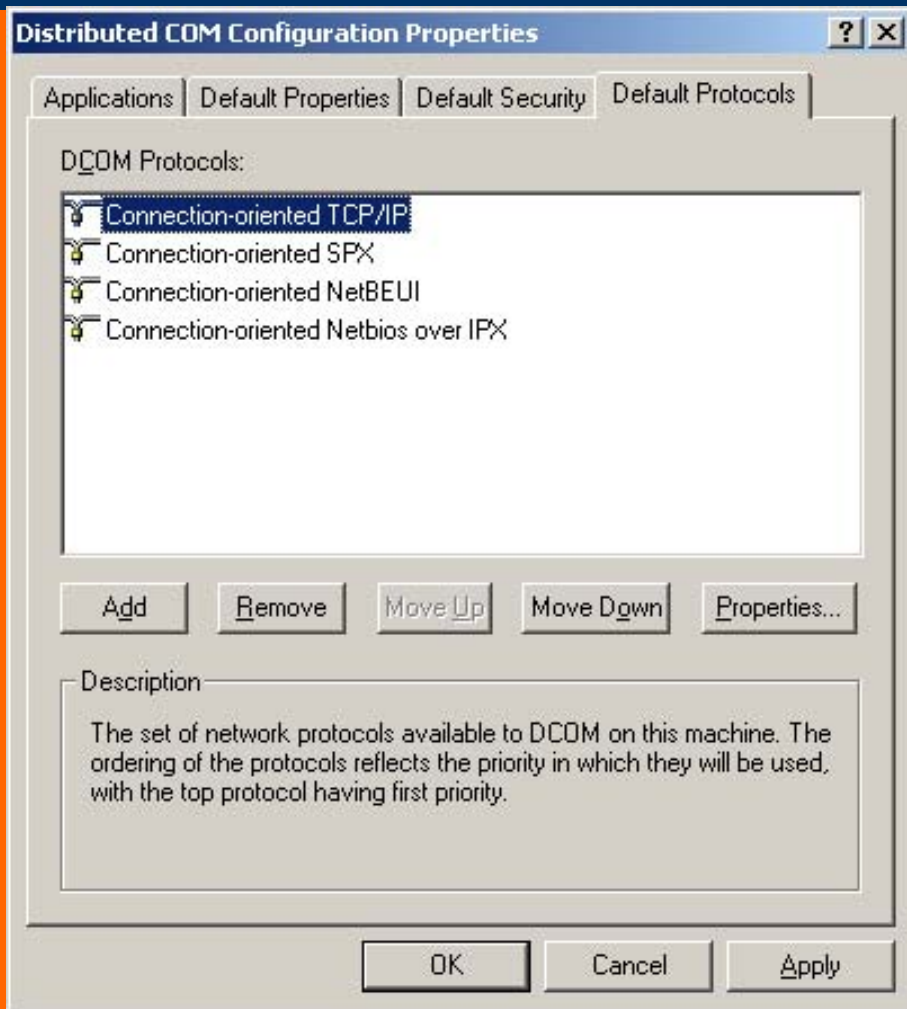 Distributed COM Configuration Properties
Applications
Default Properties
Default Security
Default Protocols
DCOM Protocols:
Connection-oriented TCP/IP
Connection-oriented SPX
Connection-oriented NetBEUI
Connection-oriented Netbios over IPX
Add
Remove
Move Up
Move Down
Properties...
Description
The set of network protocols available to DCOM on this machine. The
ordering of the protocols reflects the priority in which they will be used,
with the top protocol having first priority.
OK
Cancel
Apply